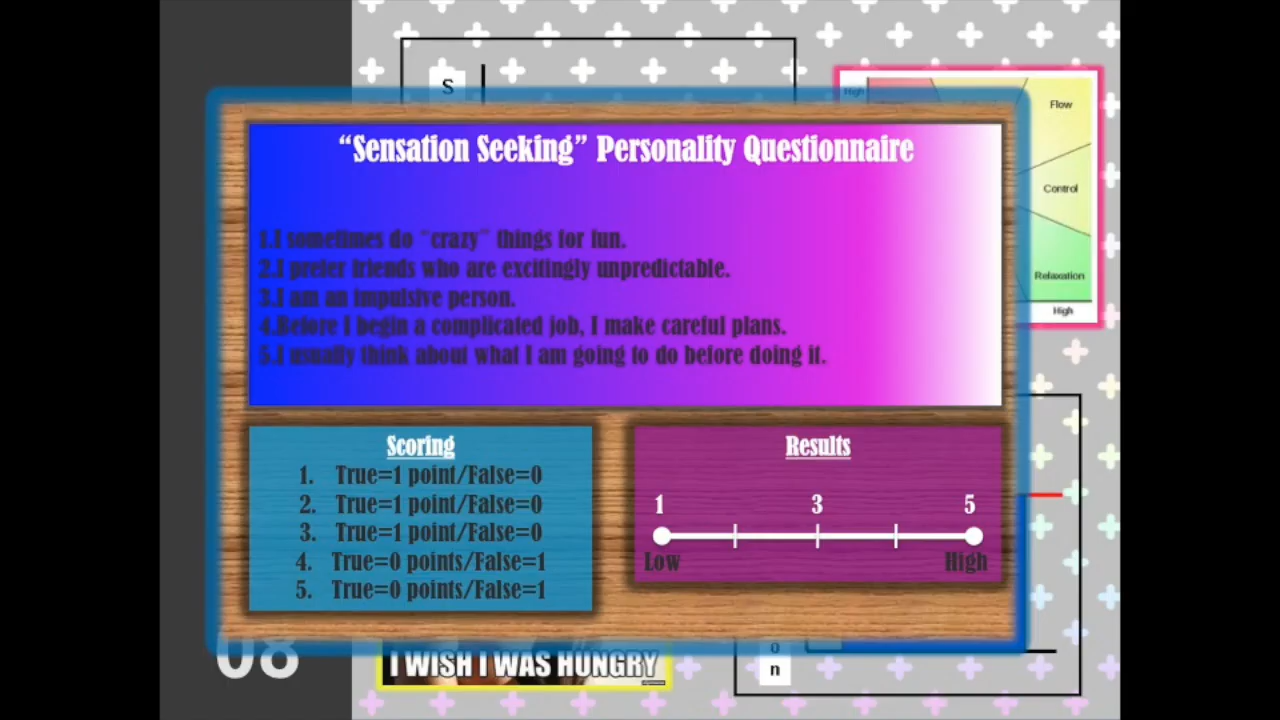 S
High
Flow
Control
Relaxation
High
“Sensation Seeking” Personality Questionnaire
1.I sometimes do "crazy" things for fun.
2.I prefer friends who are excitingly unpredictable.
3.I am an impulsive person.
4.Before I begin a complicated job, I make careful plans.
5.I usually think about what I am going to do before doing it.
Scoring
1. True=1 point/False=0
2. True=1 point/False=0
3. True=1 point/False=0
4. True=0 points/False=1
5. True=0 points/False=1
Results
1 3 5
Low High
08
I WISH I WAS HUNGRY
o
n